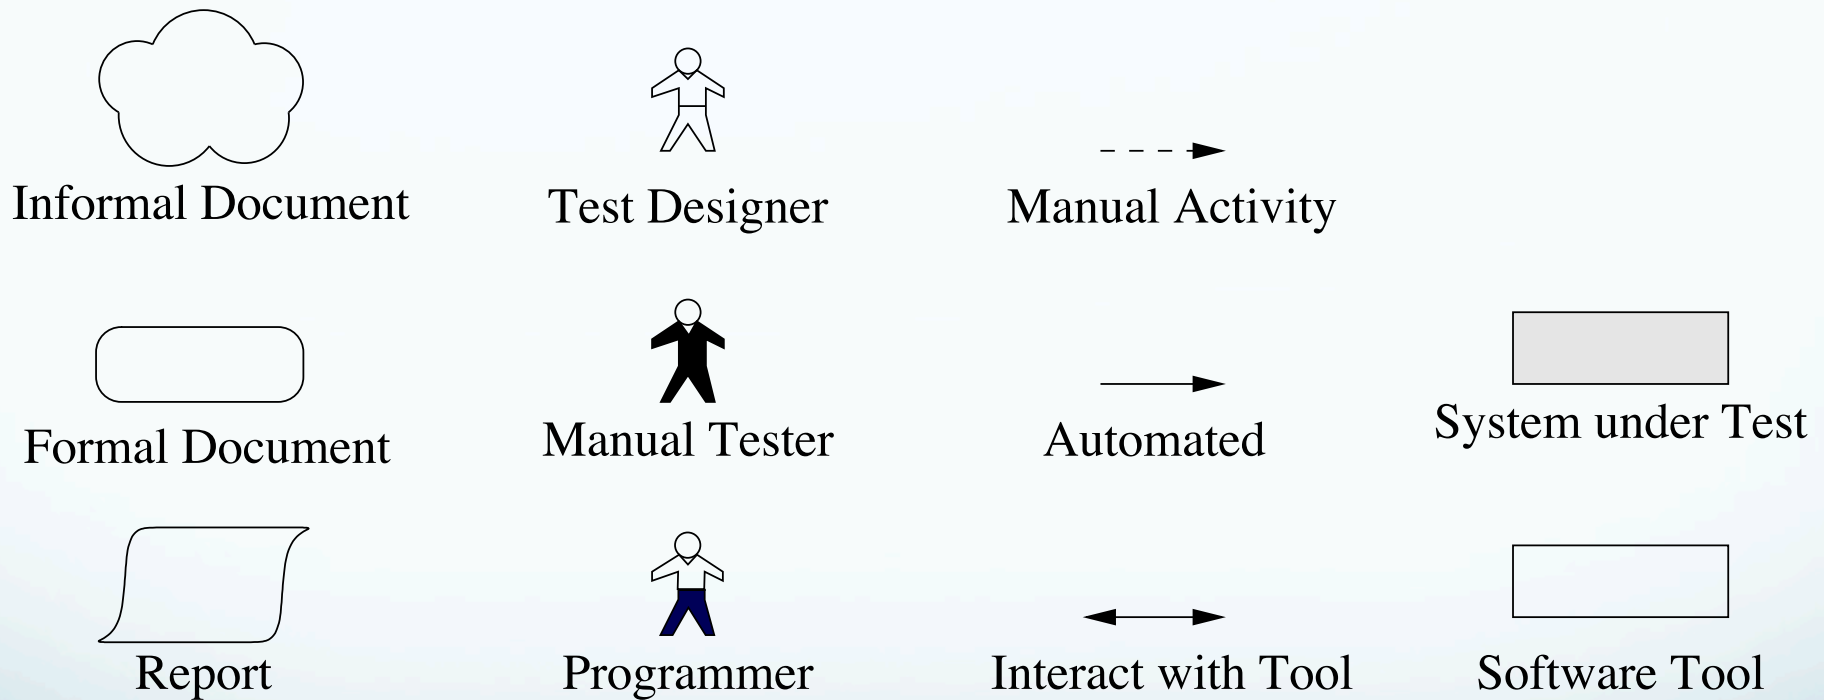 Informal Document
Test Designer
Manual Activity
Formal Document
Manual Tester
Automated
System under Test
Report
Programmer
Interact with Tool
Software Tool